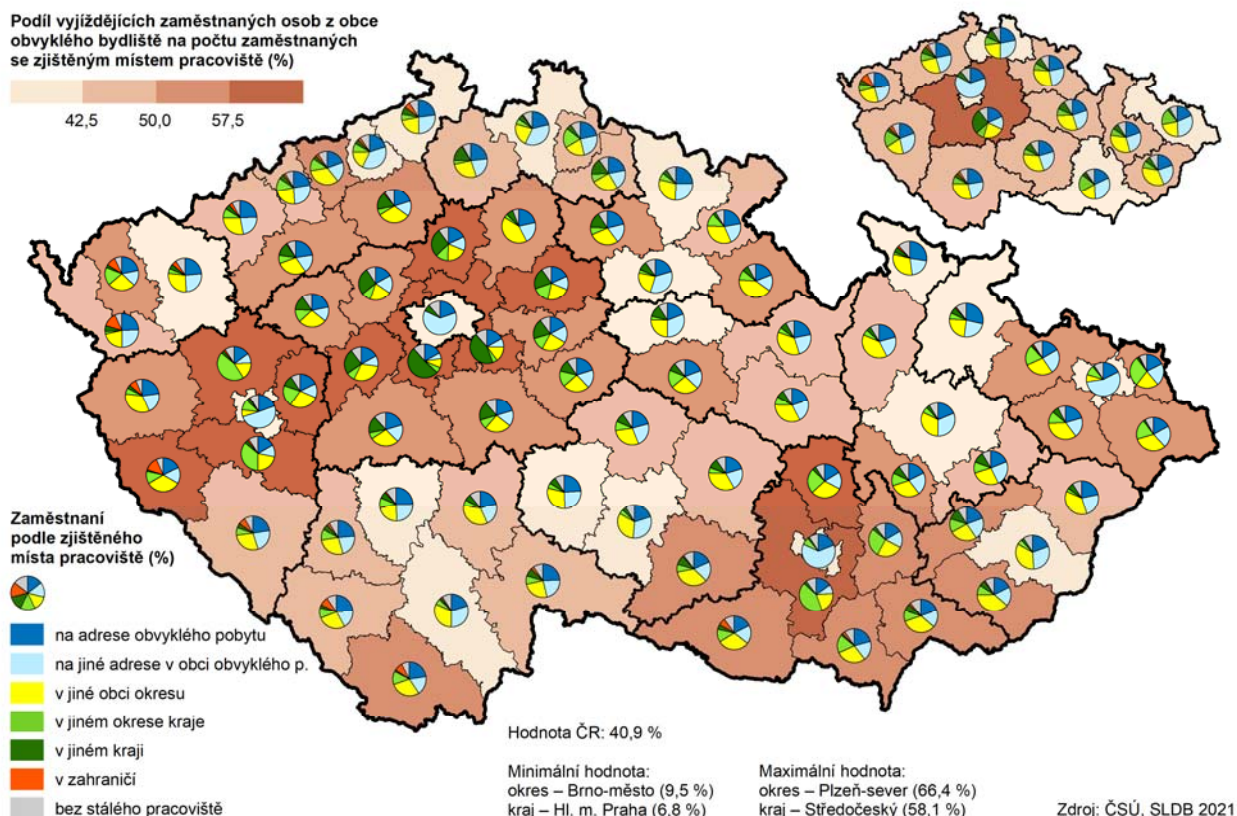 Podíl vyjíždějících zaměstnaných osob z obce
obvyklého bydliště na počtu zaměstnaných
se zjištěným místem pracoviště (%)
42,5 50,0 57,5
Zaměstnaní
podle zjištěného
místa pracoviště (%)
na adrese obvyklého pobytu
na jiné adrese v obci obvyklého p.
v jiné obci okresu
v jiném okrese kraje
v jiném kraji
v zahraničí
bez stálého pracoviště
Hodnota ČR: 40,9 %
Minimální hodnota:
okres – Brno-město (9,5 %)
kraj – Hl. m. Praha (6,8 %)
Maximální hodnota:
okres – Plzeň-sever (66,4 %)
kraj – Středočeský (58,1 %)
Zdroj: ČSÚ, SLDB 2021